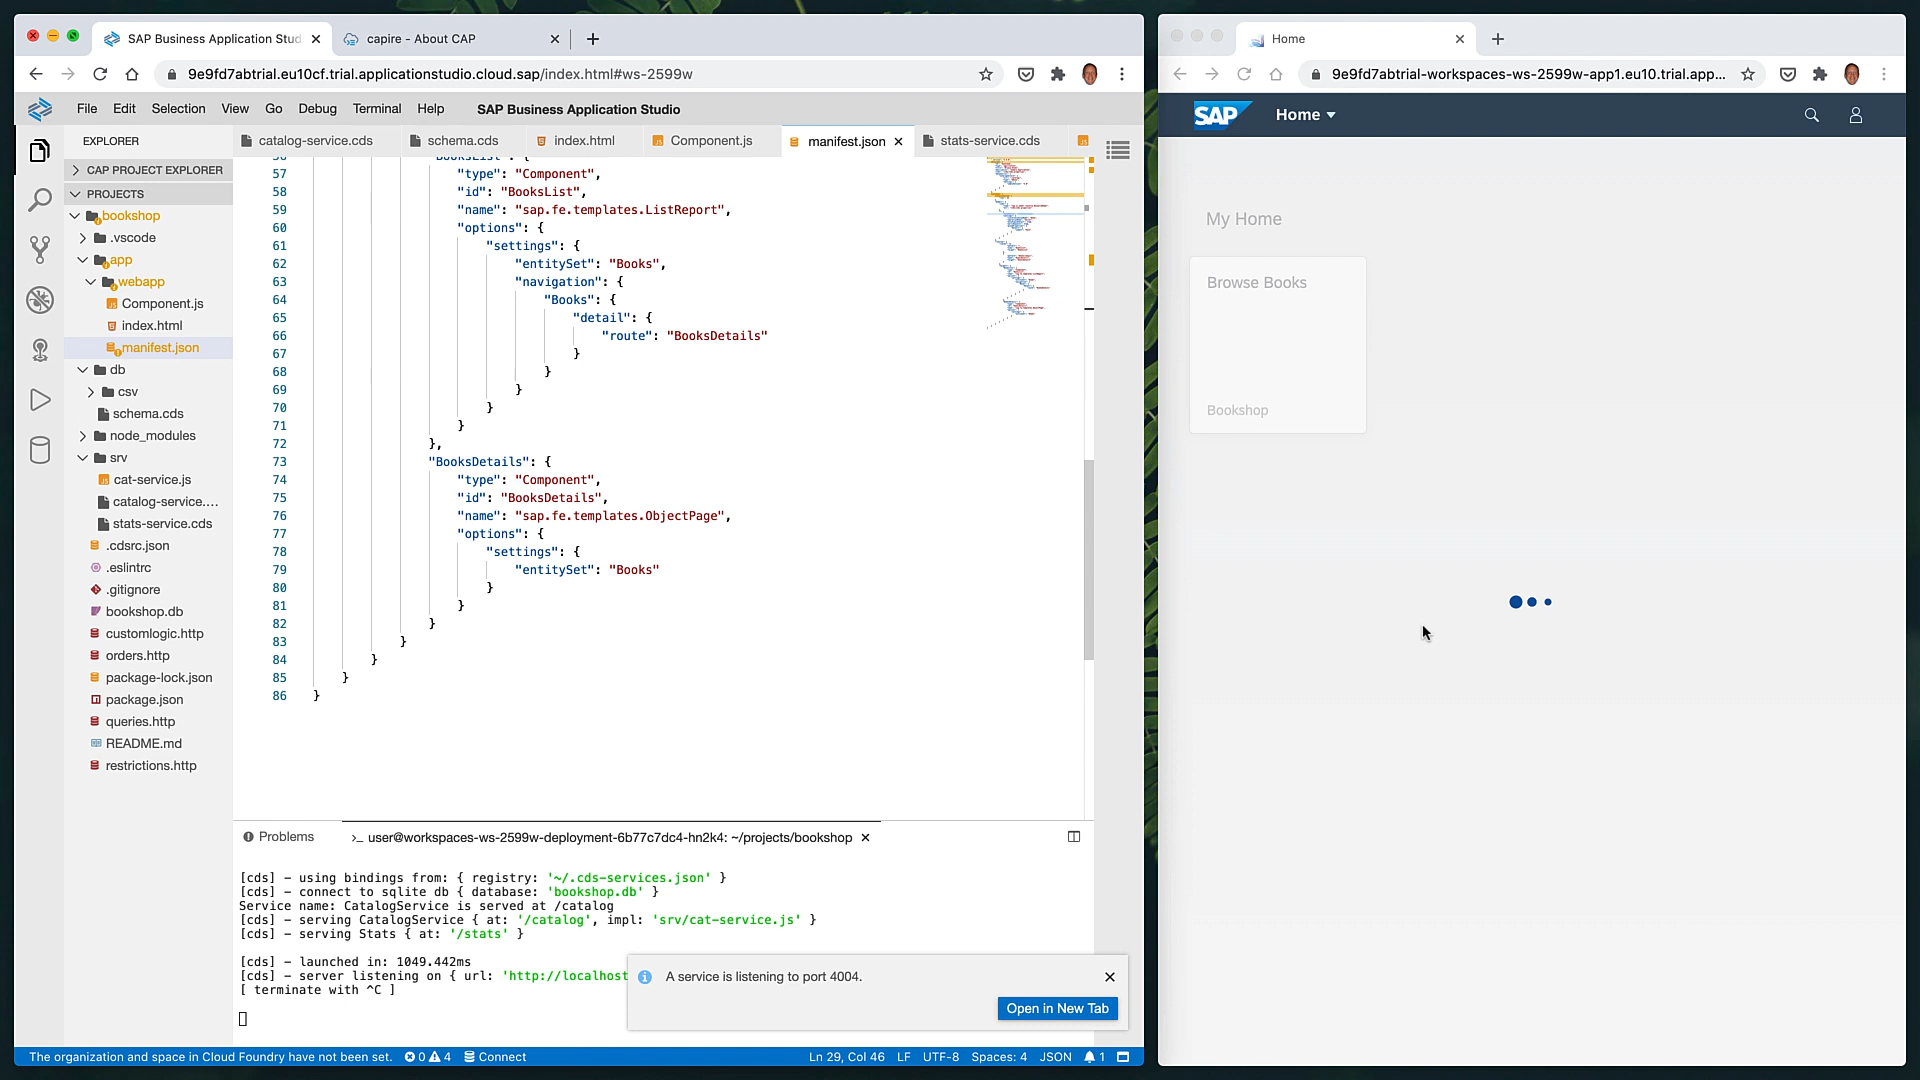 SAP Business Application Stud
capire - About CAP
9e9fd7abtrial.eu10cf.trial.applicationstudio.cloud.sap/index.html#ws-2599w
File Edit Selection View Go Debug Terminal Help SAP Business Application Studio
EXPLORER
CAP PROJECT EXPLORER
PROJECTS
bookshop
.vscode
app
webapp
Component.js
index.html
manifest.json
db
csv
schema.cds
node_modules
srv
cat-service.js
catalog-service....
stats-service.cds
.cdsrc.json
.eslintrc
.gitignore
bookshop.db
customlogic.http
orders.http
package-lock.json
package.json
queries.http
README.md
restrictions.http
catalog-service.cds schema.cds index.html Component.js manifest.json stats-service.cds
56 "BooksList": {
57 "type": "Component",
58 "id": "BooksList",
59 "name": "sap.fe.templates.ListReport",
60 "options": {
61 "settings": {
62 "entitySet": "Books",
63 "navigation": {
64 "Books": {
65 "detail": {
66 "route": "BooksDetails"
67 }
68 }
69 }
70 }
71 }
72 },
73 "BooksDetails": {
74 "type": "Component",
75 "id": "BooksDetails",
76 "name": "sap.fe.templates.ObjectPage",
77 "options": {
78 "settings": {
79 "entitySet": "Books"
80 }
81 }
82 }
83 }
84 }
85 }
86 }
Problems
>_ user@workspaces-ws-2599w-deployment-6b77c7dc4-hn2k4: ~/projects/bookshop
[cds] - using bindings from: { registry: '~/.cds-services.json' }
[cds] - connect to sqlite db { database: 'bookshop.db' }
Service name: CatalogService is served at /catalog
[cds] - serving CatalogService { at: '/catalog', impl: 'srv/cat-service.js' }
[cds] - serving Stats { at: '/stats' }
[cds] - launched in: 1049.442ms
[cds] - server listening on { url: 'http://localhost
[ terminate with ^C ]
A service is listening to port 4004.
Open in New Tab
The organization and space in Cloud Foundry have not been set. 0 4 Connect
Ln 29, Col 46 LF UTF-8 Spaces: 4 JSON 1
Home
9e9fd7abtrial-workspaces-ws-2599w-app1.eu10.trial.app...
SAP Home
My Home
Browse Books
Bookshop